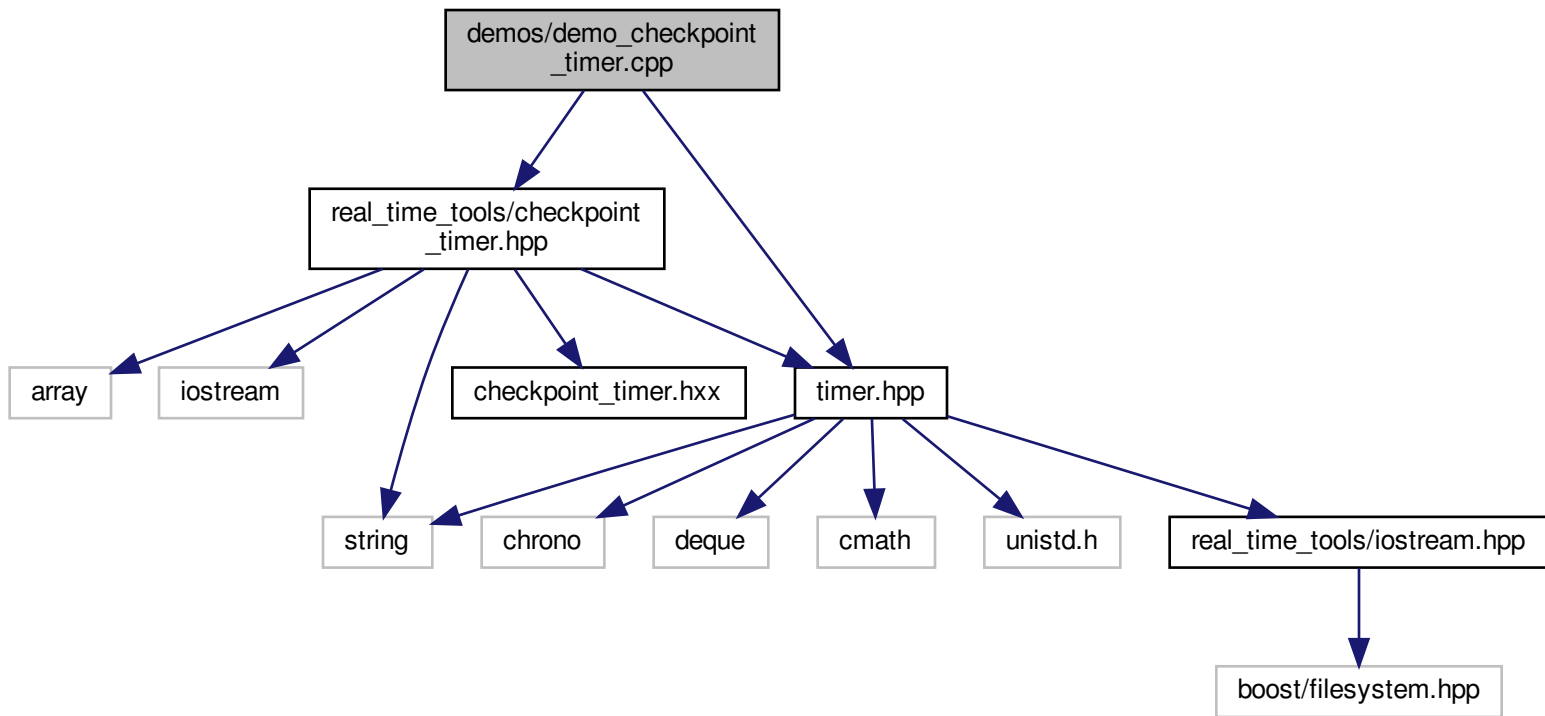 demos/demo_checkpoint
_timer.cpp
real_time_tools/checkpoint
_timer.hpp
array
iostream
checkpoint_timer.hxx
timer.hpp
string
chrono
deque
cmath
unistd.h
real_time_tools/iostream.hpp
boost/filesystem.hpp